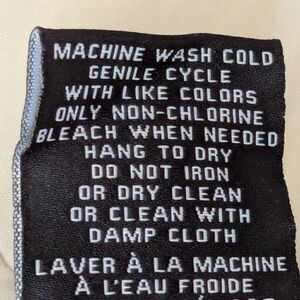 MACHINE WASH COLD
GENILE CYCLE
WITH LIKE COLORS
ONLY NON-CHLORINE
BLEACH WHEN NEEDED
HANG TO DRY
DO NOT IRON
OR DRY CLEAN
OR CLEAN WITH
DAMP CLOTH
LAVER À LA MACHINE
À L'EAU FROIDE